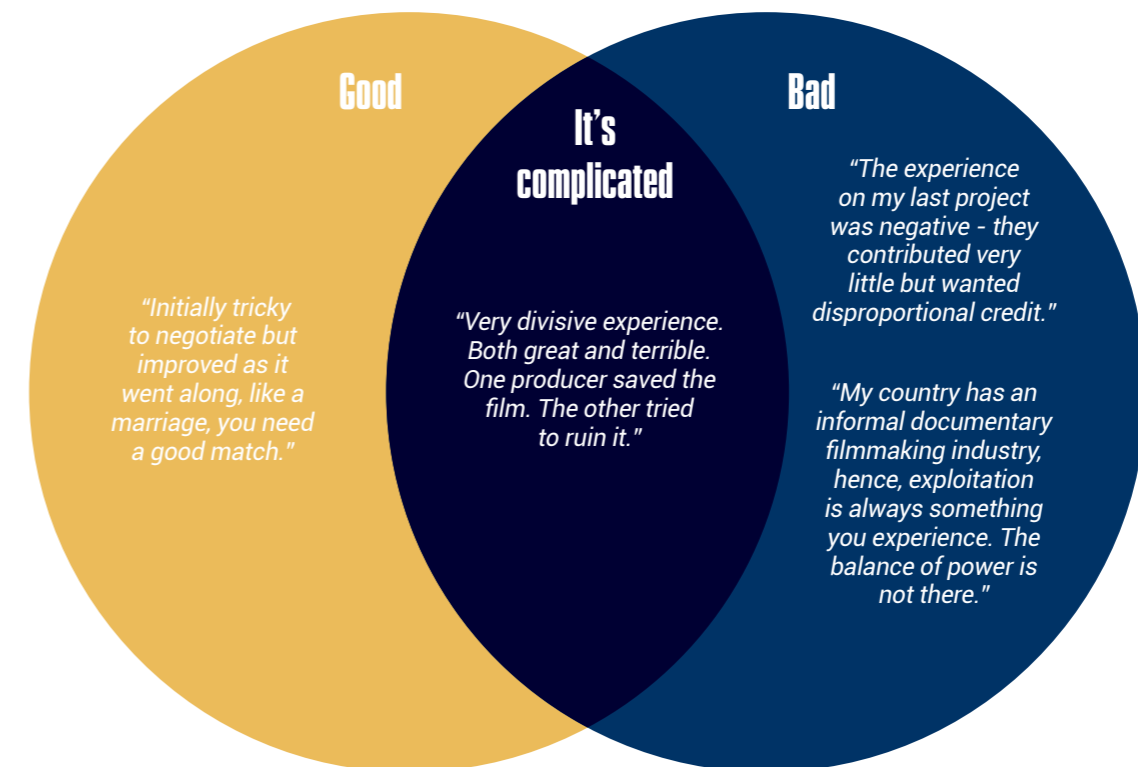 Good
“Initially tricky
to negotiate but
improved as it
went along, like a
marriage, you need
a good match.”
It’s
complicated
“Very divisive experience.
Both great and terrible.
One producer saved the
film. The other tried
to ruin it.”
Bad
“The experience
on my last project
was negative - they
contributed very
little but wanted
disproportional credit.”
“My country has an
informal documentary
filmmaking industry,
hence, exploitation
is always something
you experience. The
balance of power is
not there.”